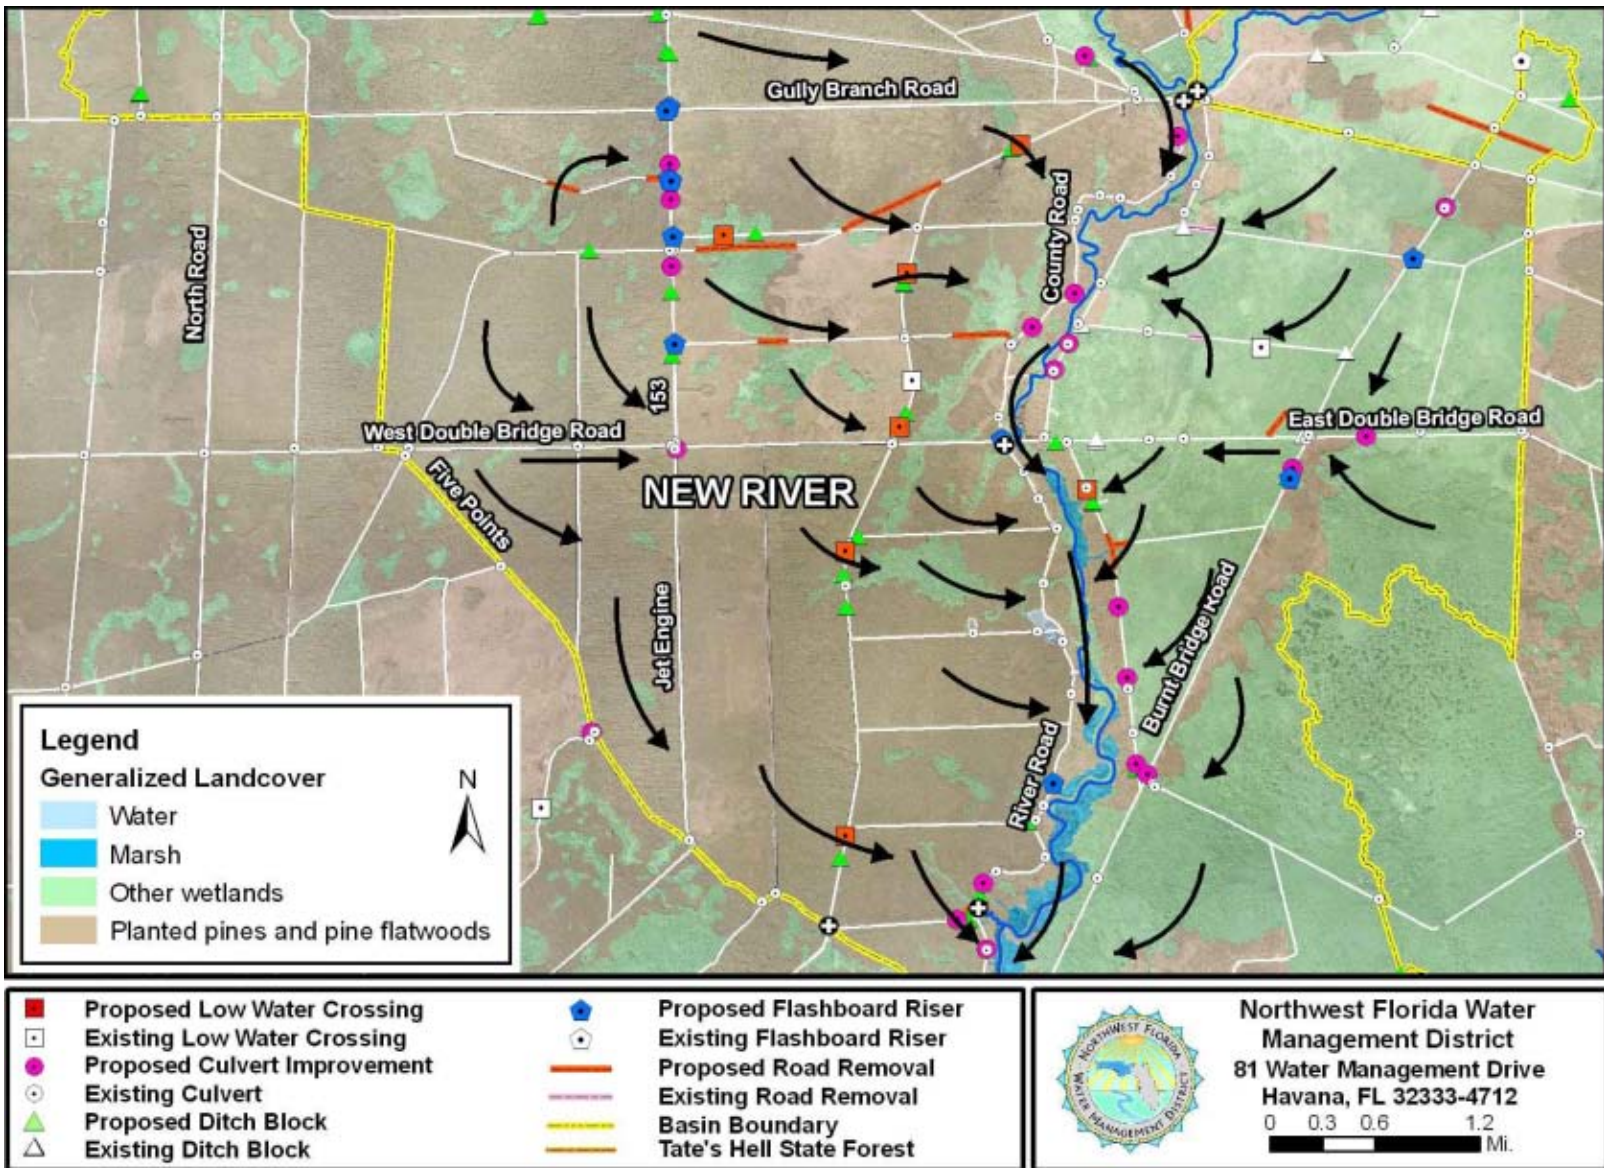 Gully Branch Road
County Road
North Road
153
West Double Bridge Road
East Double Bridge Road
NEW RIVER
Five Points
Jet Engine
Burnt Bridge Road
River Road
Legend
Generalized Landcover
N
Water
Marsh
Other wetlands
Planted pines and pine flatwoods
Proposed Low Water Crossing
Existing Low Water Crossing
Proposed Culvert Improvement
Existing Culvert
Proposed Ditch Block
Existing Ditch Block
Proposed Flashboard Riser
Existing Flashboard Riser
Proposed Road Removal
Existing Road Removal
Basin Boundary
Tate's Hell State Forest
NORTHWEST FLORIDA
WATER MANAGEMENT DISTRICT
Northwest Florida Water
Management District
81 Water Management Drive
Havana, FL 32333-4712
0 0.3 0.6 1.2
Mi.